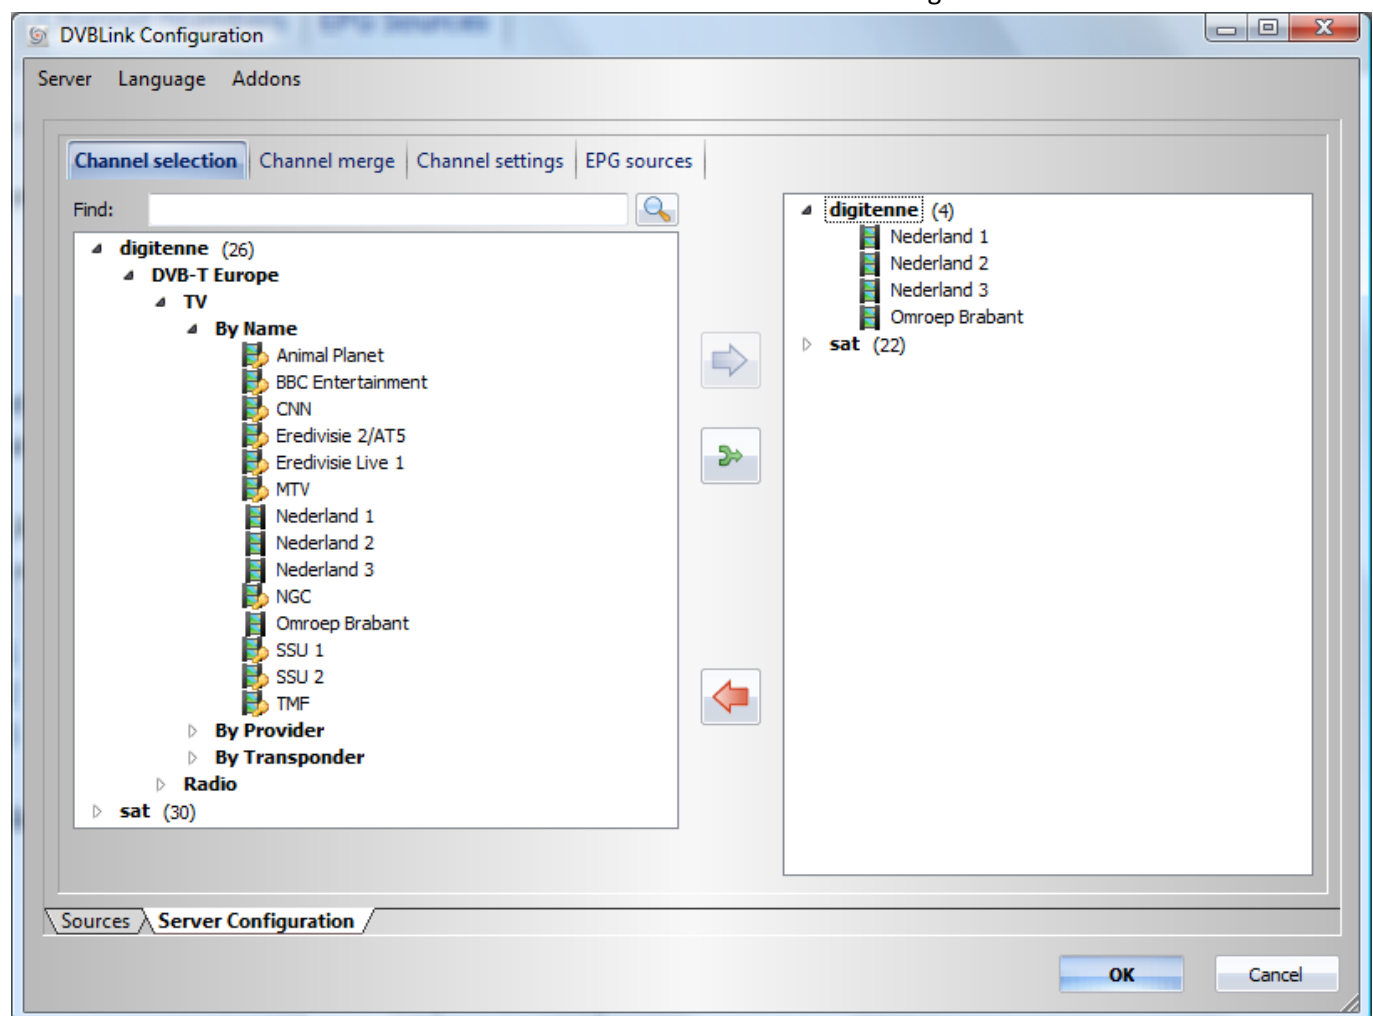 DVBLink Configuration
Server Language Addons
Channel selection Channel merge Channel settings EPG sources
Find:
digitenne (26)
DVB-T Europe
TV
By Name
Animal Planet
BBC Entertainment
CNN
Eredivisie 2/AT5
Eredivisie Live 1
MTV
Nederland 1
Nederland 2
Nederland 3
NGC
Omroep Brabant
SSU 1
SSU 2
TMF
By Provider
By Transponder
Radio
sat (30)
digitenne (4)
Nederland 1
Nederland 2
Nederland 3
Omroep Brabant
sat (22)
Sources Server Configuration
OK Cancel